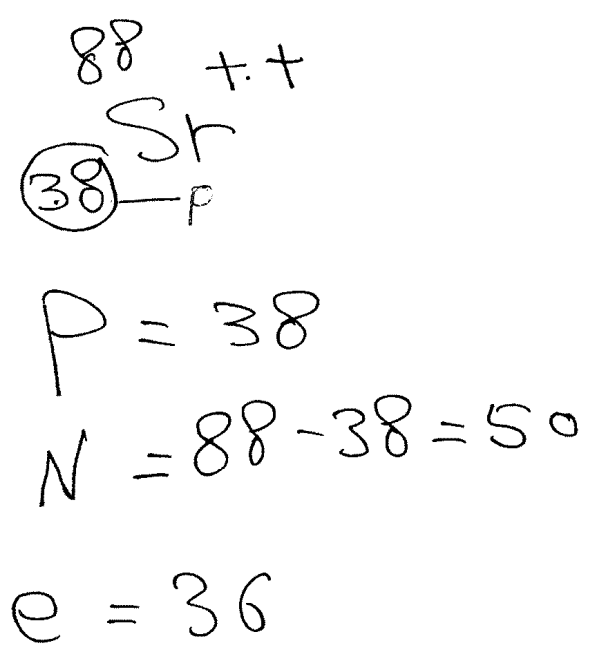 88 ++
Sr
38 — p
P = 38
N = 88 - 38 = 50
e = 36